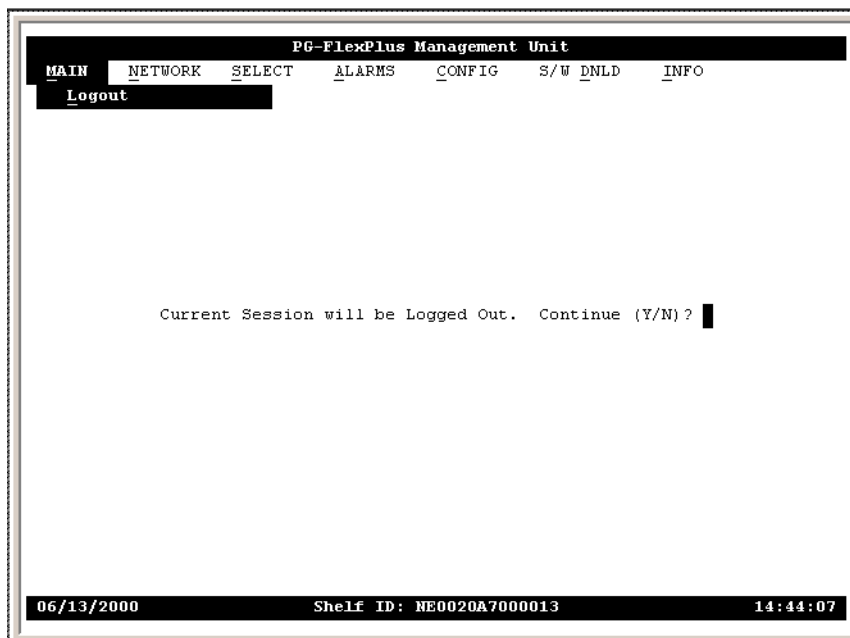 PG-FlexPlus Management Unit
MAIN NETWORK SELECT ALARMS CONFIG S/W DNLD INFO
Logout
Current Session will be Logged Out. Continue (Y/N)?
06/13/2000 Shelf ID: NE0020A7000013 14:44:07